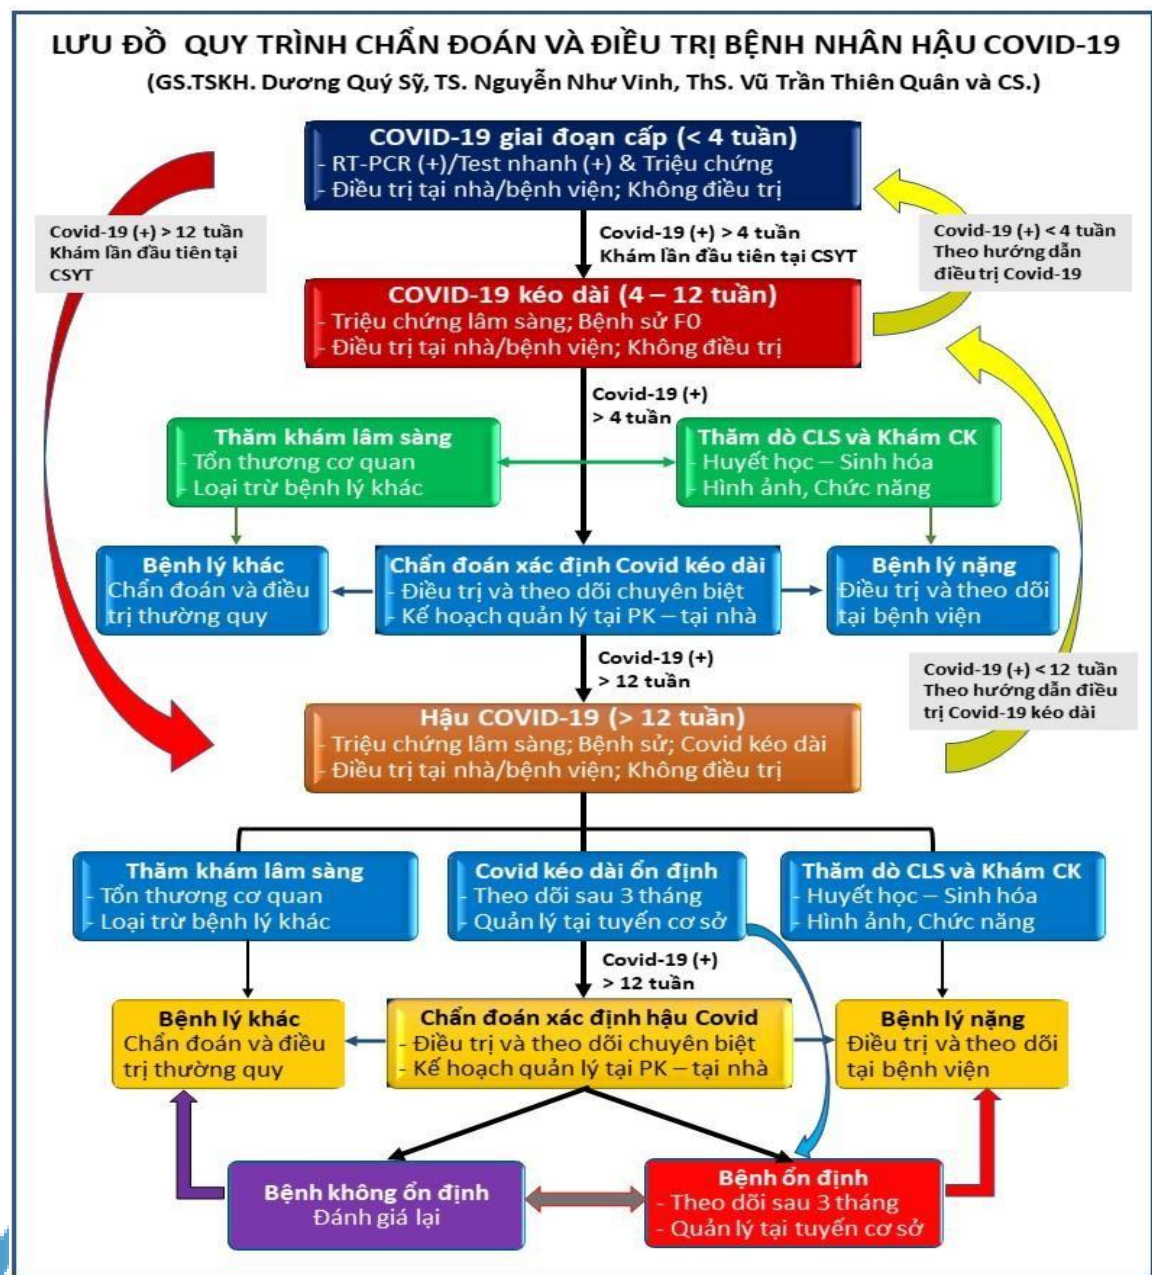 LƯU ĐỒ QUY TRÌNH CHẨN ĐOÁN VÀ ĐIỀU TRỊ BỆNH NHÂN HẬU COVID-19
(GS.TSKH. Dương Quý Sỹ, TS. Nguyễn Như Vinh, ThS. Vũ Trần Thiên Quân và CS.)
COVID-19 giai đoạn cấp (< 4 tuần)
- RT-PCR (+)/Test nhanh (+) & Triệu chứng
- Điều trị tại nhà/bệnh viện; Không điều trị
Covid-19 (+) > 12 tuần
Khám lần đầu tiên tại
CSYT
Covid-19 (+) > 4 tuần
Khám lần đầu tiên tại CSYT
Covid-19 (+) < 4 tuần
Theo hướng dẫn
điều trị Covid-19
COVID-19 kéo dài (4 – 12 tuần)
- Triệu chứng lâm sàng; Bệnh sử F0
- Điều trị tại nhà/bệnh viện; Không điều trị
Covid-19 (+)
> 4 tuần
Thăm khám lâm sàng
- Tổn thương cơ quan
- Loại trừ bệnh lý khác
Thăm dò CLS và Khám CK
- Huyết học – Sinh hóa
- Hình ảnh, Chức năng
Bệnh lý khác
Chẩn đoán và điều
trị thường quy
Chẩn đoán xác định Covid kéo dài
- Điều trị và theo dõi chuyên biệt
- Kế hoạch quản lý tại PK – tại nhà
Bệnh lý nặng
Điều trị và theo dõi
tại bệnh viện
Covid-19 (+)
> 12 tuần
Covid-19 (+) < 12 tuần
Theo hướng dẫn điều
trị Covid-19 kéo dài
Hậu COVID-19 (> 12 tuần)
- Triệu chứng lâm sàng; Bệnh sử; Covid kéo dài
- Điều trị tại nhà/bệnh viện; Không điều trị
Thăm khám lâm sàng
- Tổn thương cơ quan
- Loại trừ bệnh lý khác
Covid kéo dài ổn định
- Theo dõi sau 3 tháng
- Quản lý tại tuyến cơ sở
Thăm dò CLS và Khám CK
- Huyết học – Sinh hóa
- Hình ảnh, Chức năng
Covid-19 (+)
> 12 tuần
Bệnh lý khác
Chẩn đoán và điều
trị thường quy
Chẩn đoán xác định hậu Covid
- Điều trị và theo dõi chuyên biệt
- Kế hoạch quản lý tại PK – tại nhà
Bệnh lý nặng
Điều trị và theo dõi
tại bệnh viện
Bệnh không ổn định
Đánh giá lại
Bệnh ổn định
- Theo dõi sau 3 tháng
- Quản lý tại tuyến cơ sở